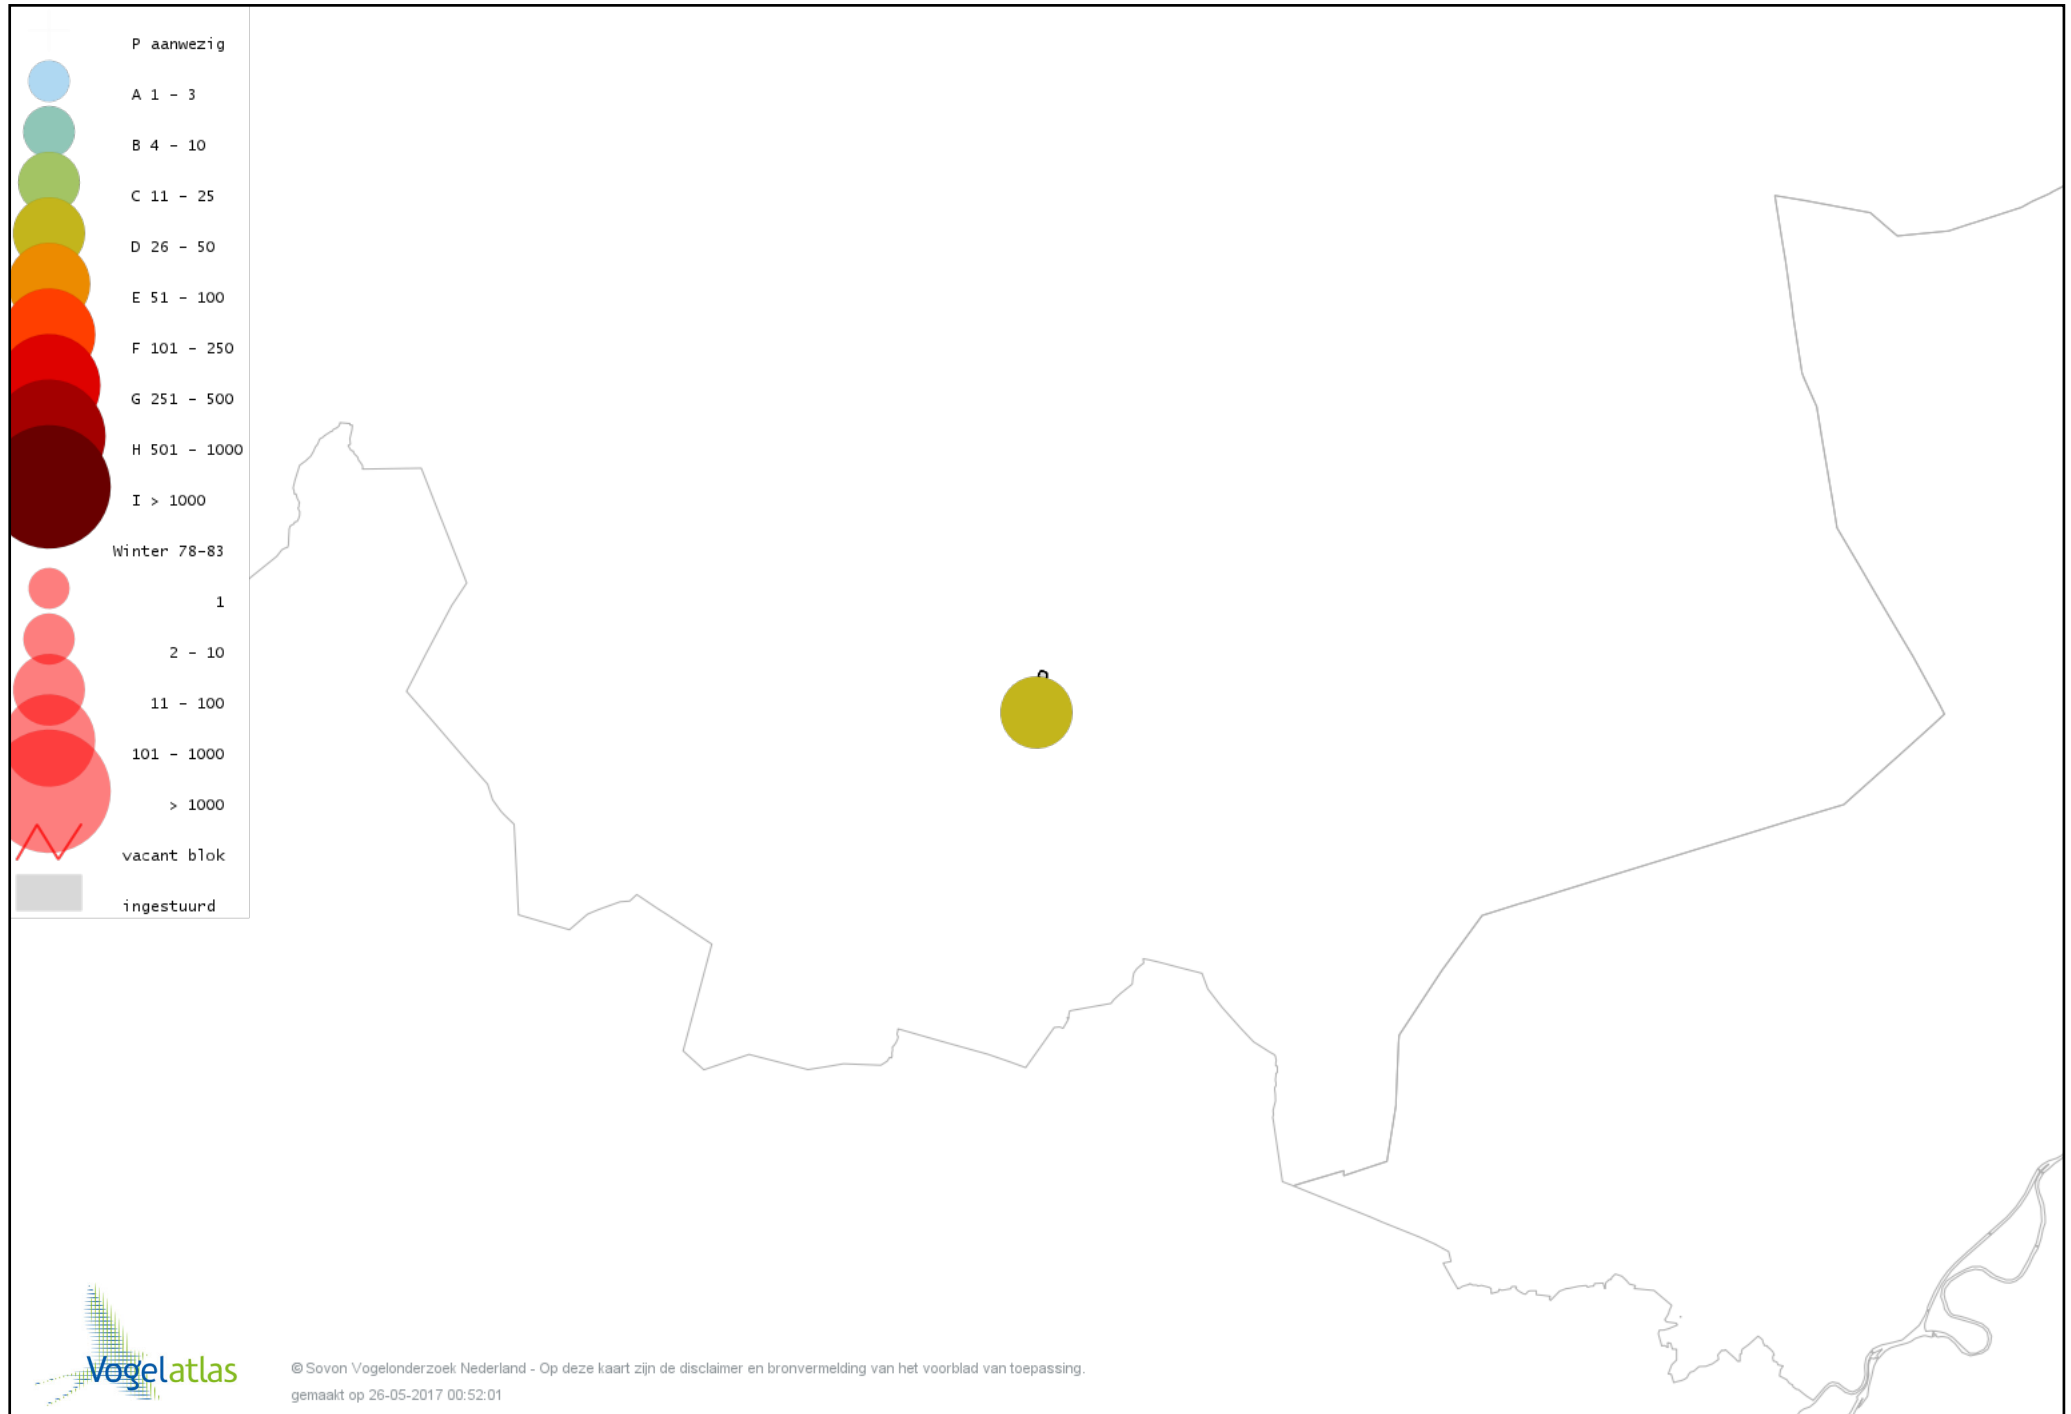 P aanwezig
A 1 - 3
B 4 - 10
C 11 - 25
D 26 - 50
E 51 - 100
F 101 - 250
G 251 - 500
H 501 - 1000
I > 1000
Winter 78-83
1
2 - 10
11 - 100
101 - 1000
> 1000
vacant blok
ingestuurd
Vogelatlas
© Sovon Vogelonderzoek Nederland - Op deze kaart zijn de disclaimer en bronvermelding van het voorblad van toepassing.
gemaakt op 26-05-2017 00:52:01